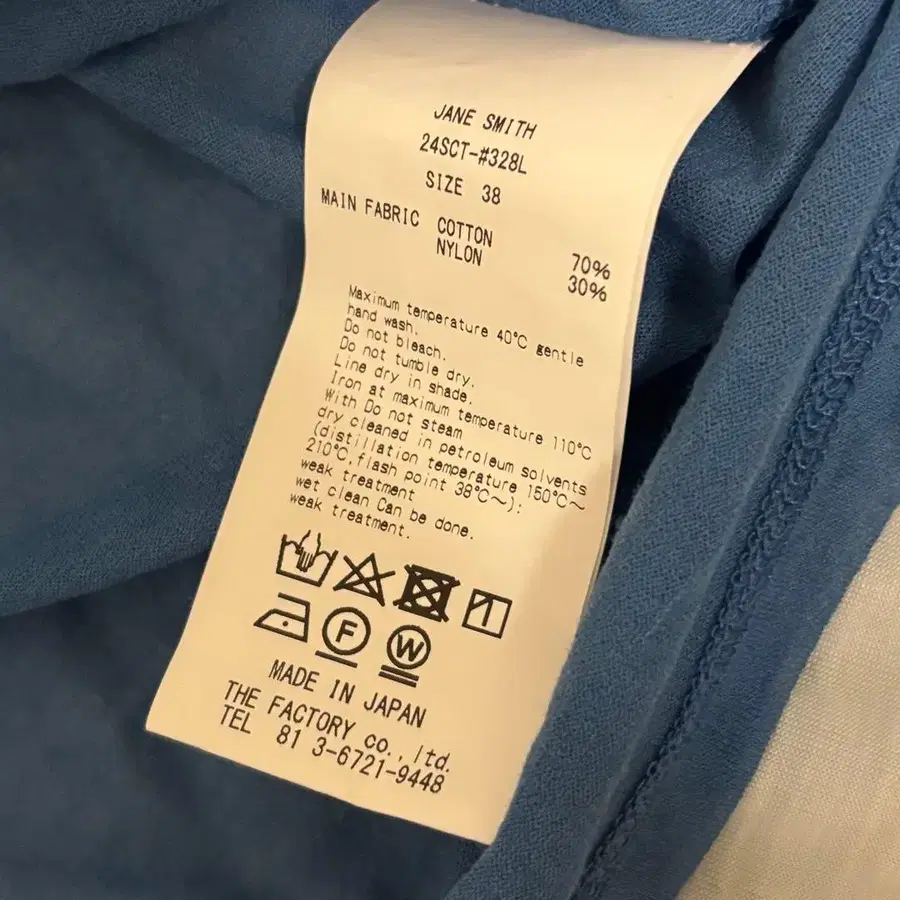 JANE SMITH
24SCT-#328L
SIZE 38
MAIN FABRIC COTTON 70%
NYLON 30%
Maximum temperature 40°C gentle
hand wash.
Do not bleach.
Do not tumble dry.
Line dry in shade.
Iron at maximum temperature 110°C
With Do not steam
dry cleaned in petroleum solvents
(distillation temperature 150°C～
210°C,flash point 38°C～):
weak treatment
wet clean Can be done.
weak treatment.
F
W
MADE IN JAPAN
THE FACTORY co., ltd.
TEL 81 3-6721-9448